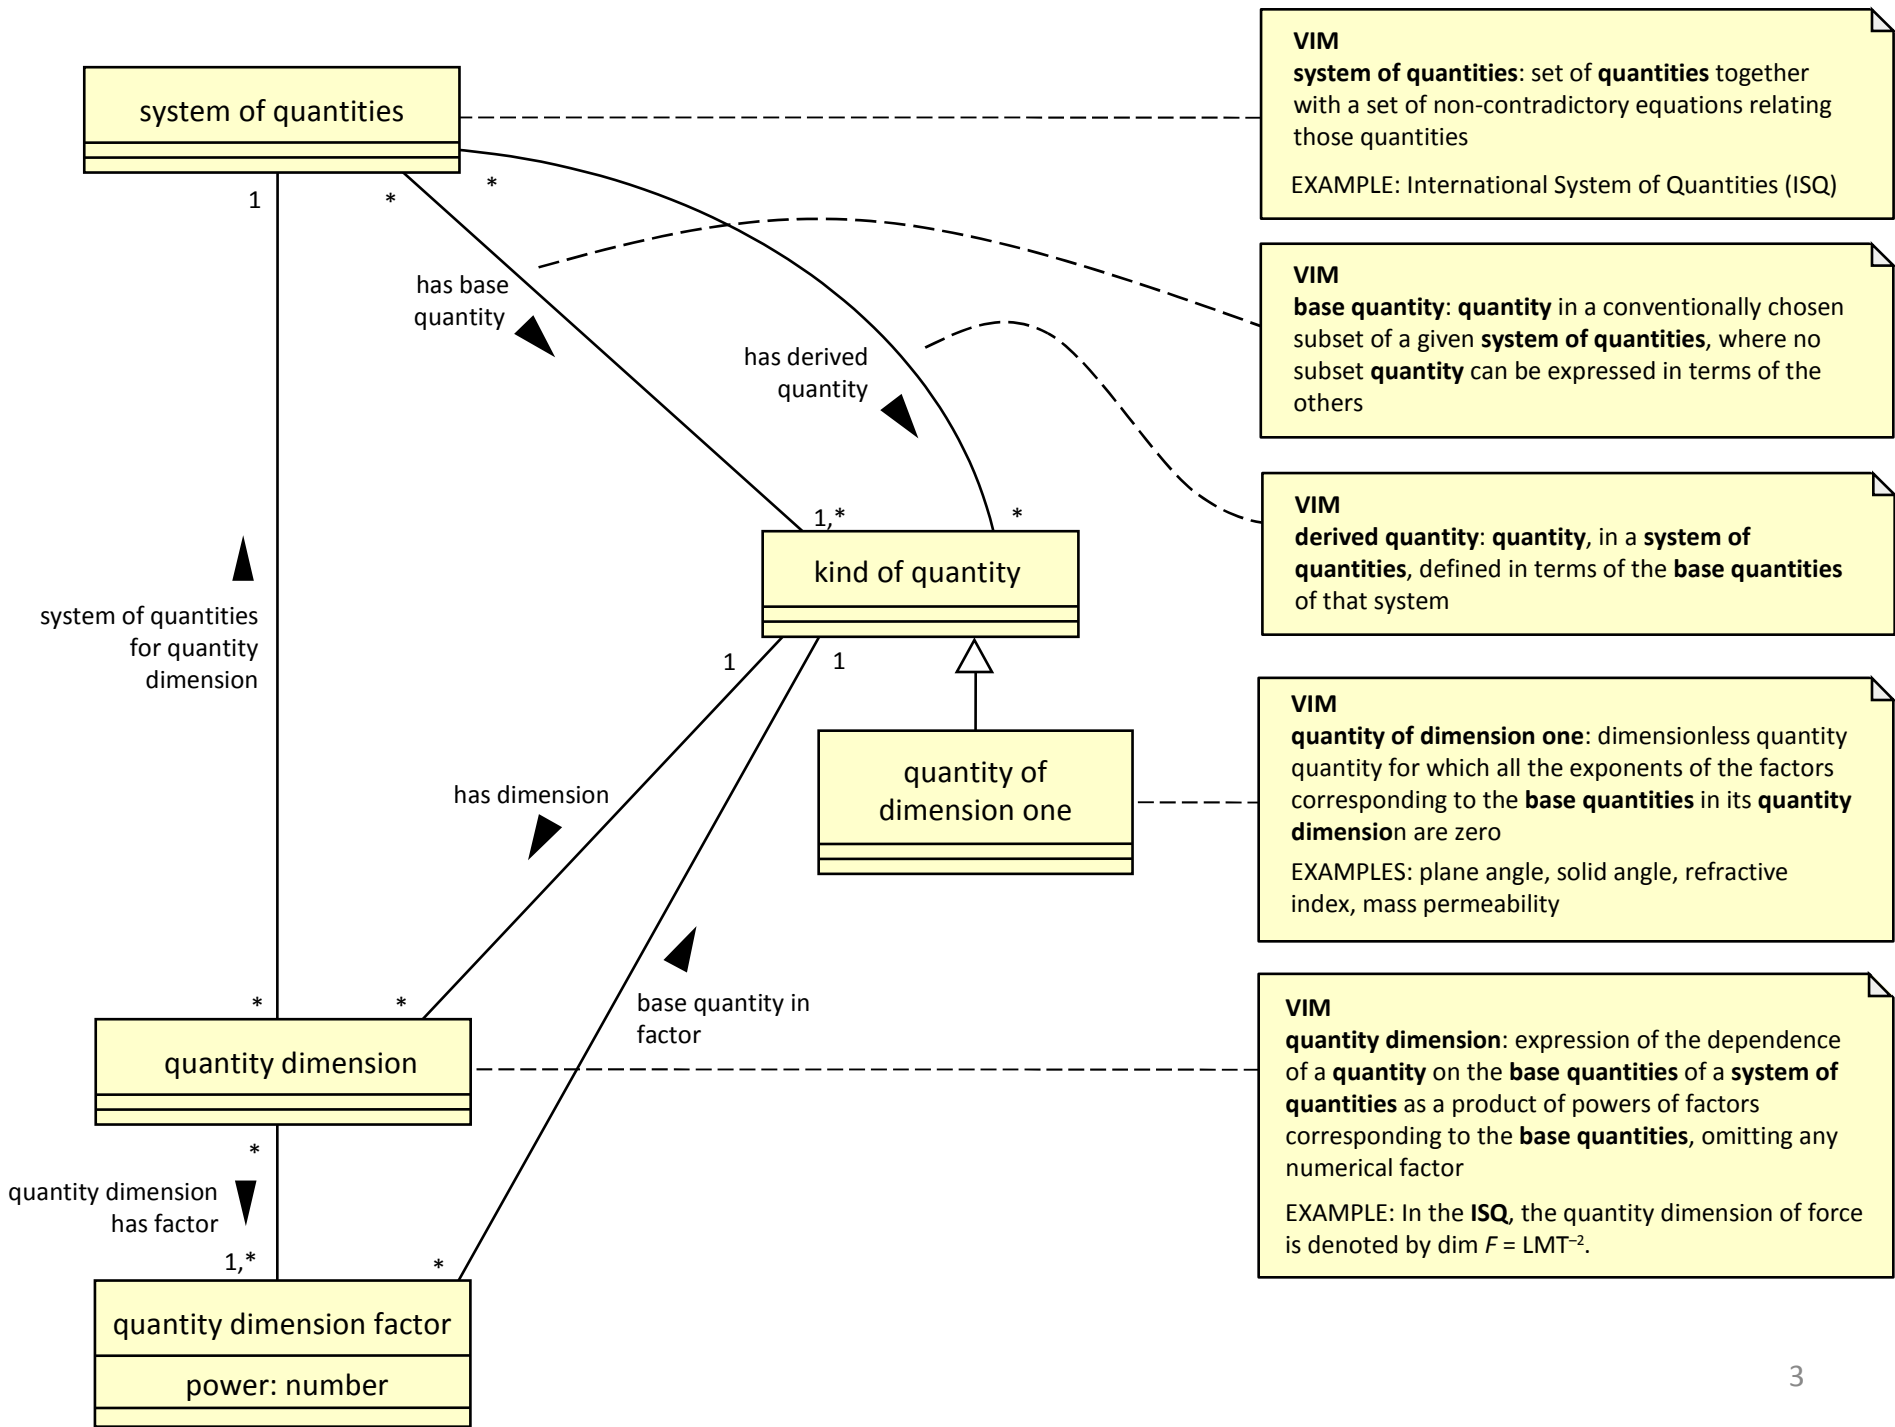 system of quantities
1
*
*
has base
quantity
has derived
quantity
1,*
*
kind of quantity
system of quantities
for quantity
dimension
1
1
quantity of
dimension one
has dimension
*
*
base quantity in
factor
quantity dimension
*
quantity dimension
has factor
1,*
*
quantity dimension factor
power: number
VIM
system of quantities: set of quantities together
with a set of non-contradictory equations relating
those quantities
EXAMPLE: International System of Quantities (ISQ)
VIM
base quantity: quantity in a conventionally chosen
subset of a given system of quantities, where no
subset quantity can be expressed in terms of the
others
VIM
derived quantity: quantity, in a system of
quantities, defined in terms of the base quantities
of that system
VIM
quantity of dimension one: dimensionless quantity
quantity for which all the exponents of the factors
corresponding to the base quantities in its quantity
dimension are zero
EXAMPLES: plane angle, solid angle, refractive
index, mass permeability
VIM
quantity dimension: expression of the dependence
of a quantity on the base quantities of a system of
quantities as a product of powers of factors
corresponding to the base quantities, omitting any
numerical factor
EXAMPLE: In the ISQ, the quantity dimension of force
is denoted by dim F = LMT⁻².
3